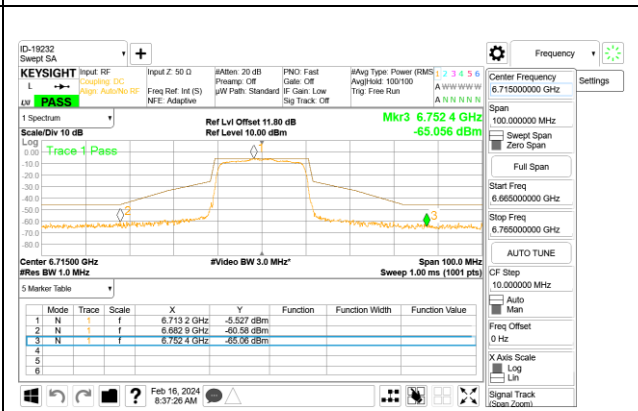 ID-19232
Swept SA
Frequency
Settings
KEYSIGHT
L
LXI
PASS
Input: RF
Coupling: DC
Align: Auto/No RF
Input Z: 50 Ω
Freq Ref: Int (S)
NFE: Adaptive
#Atten: 20 dB
Preamp: Off
µW Path: Standard
PNO: Fast
Gate: Off
IF Gain: Low
Sig Track: Off
#Avg Type: Power (RMS
Avg|Hold: 100/100
Trig: Free Run
1 2 3 4 5 6
A W W W W W
A N N N N N
1 Spectrum
Scale/Div 10 dB
Ref Lvl Offset 11.80 dB
Ref Level 10.00 dBm
Mkr3 6.752 4 GHz
-65.056 dBm
Log
Trace 1 Pass
0.00
-10.0
-20.0
-30.0
-40.0
-50.0
-60.0
-70.0
-80.0
1
2
3
Center 6.71500 GHz
#Video BW 3.0 MHz*
Span 100.0 MHz
#Res BW 1.0 MHz
Sweep 1.00 ms (1001 pts)
5 Marker Table
Mode Trace Scale X Y Function Function Width Function Value
1 N 1 f 6.713 2 GHz -5.527 dBm
2 N 1 f 6.682 9 GHz -60.58 dBm
3 N 1 f 6.752 4 GHz -65.06 dBm
4
5
6
Center Frequency
6.715000000 GHz
Span
100.000000 MHz
Swept Span
Zero Span
Full Span
Start Freq
6.665000000 GHz
Stop Freq
6.765000000 GHz
AUTO TUNE
CF Step
10.000000 MHz
Auto
Man
Freq Offset
0 Hz
X Axis Scale
Log
Lin
Signal Track
(Span Zoom)
?
Feb 16, 2024
8:37:26 AM